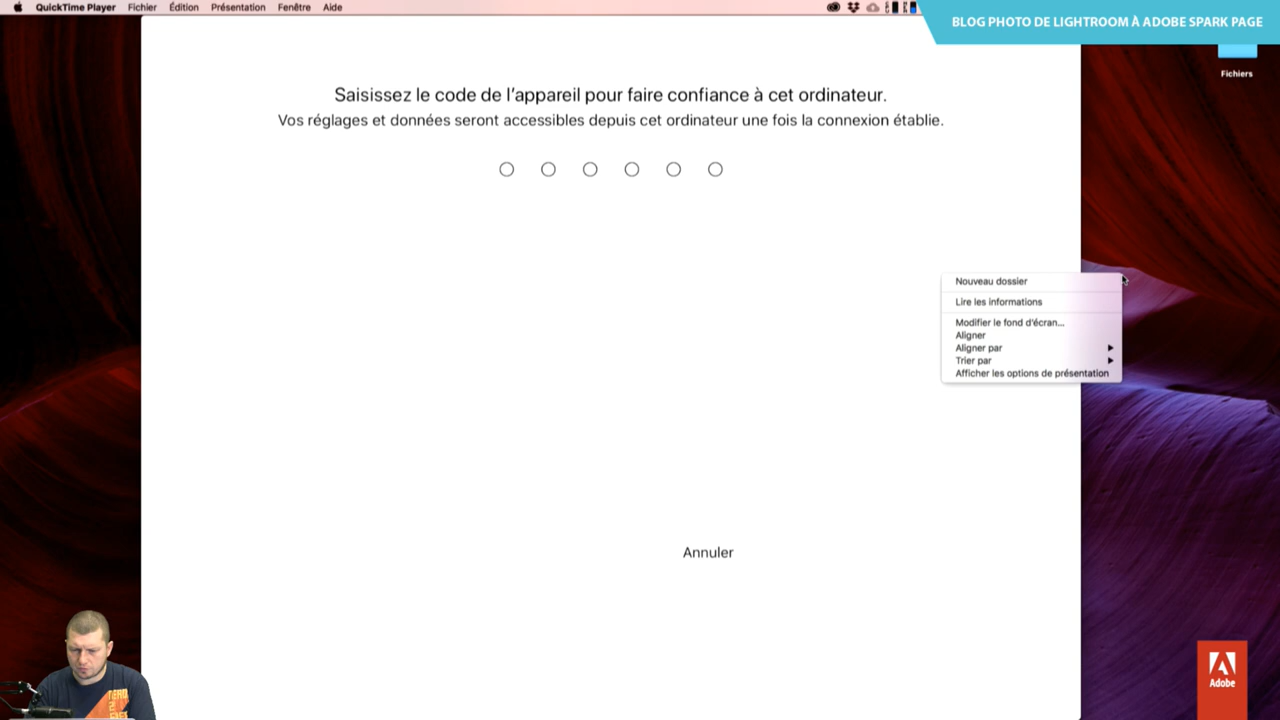 QuickTime Player Fichier Édition Présentation Fenêtre Aide
BLOG PHOTO DE LIGHTROOM À ADOBE SPARK PAGE
Fichiers
Saisissez le code de l'appareil pour faire confiance à cet ordinateur.
Vos réglages et données seront accessibles depuis cet ordinateur une fois la connexion établie.
Nouveau dossier
Lire les informations
Modifier le fond d'écran...
Aligner
Aligner par
Trier par
Afficher les options de présentation
Annuler
Adobe